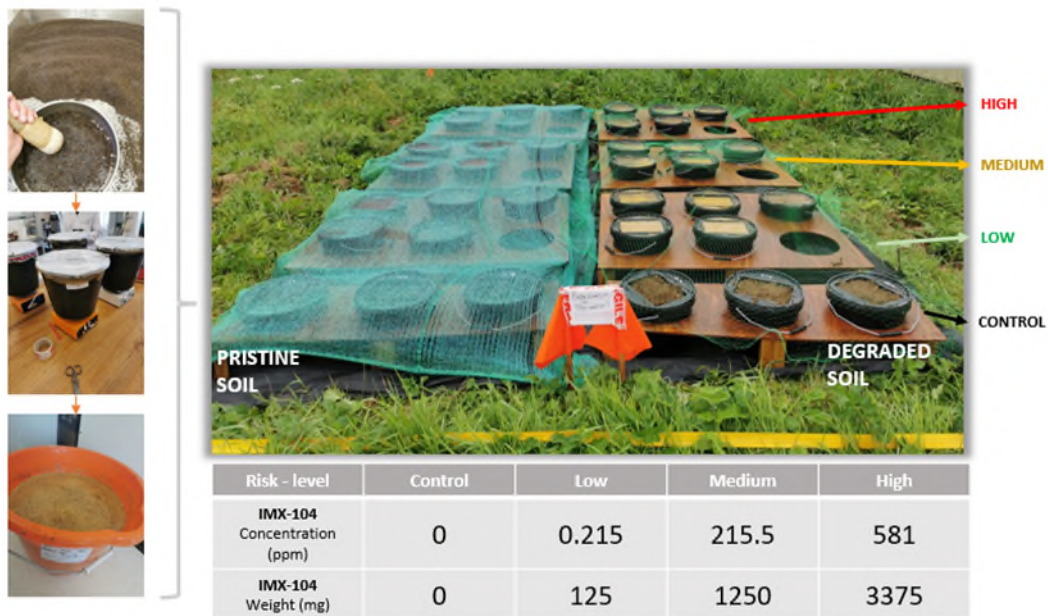 HIGH
MEDIUM
LOW
CONTROL
PRISTINE
SOIL
DEGRADED
SOIL
Risk - level Control Low Medium High
IMX-104
Concentration
(ppm)
0 0.215 215.5 581
IMX-104
Weight (mg)
0 125 1250 3375